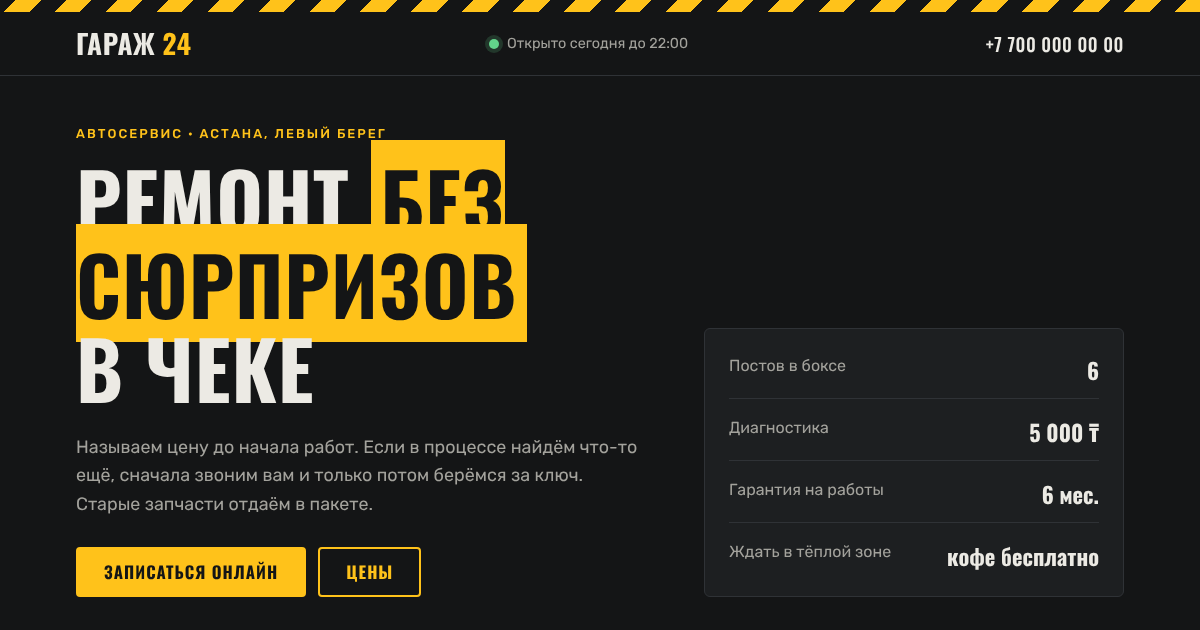 ГАРАЖ 24
Открыто сегодня до 22:00
+7 700 000 00 00
АВТОСЕРВИС • АСТАНА, ЛЕВЫЙ БЕРЕГ
РЕМОНТ БЕЗ
СЮРПРИЗОВ
В ЧЕКЕ
Называем цену до начала работ. Если в процессе найдём что-то
ещё, сначала звоним вам и только потом берёмся за ключ.
Старые запчасти отдаём в пакете.
ЗАПИСАТЬСЯ ОНЛАЙН
ЦЕНЫ
Постов в боксе 6
Диагностика 5 000 ₸
Гарантия на работы 6 мес.
Ждать в тёплой зоне кофе бесплатно